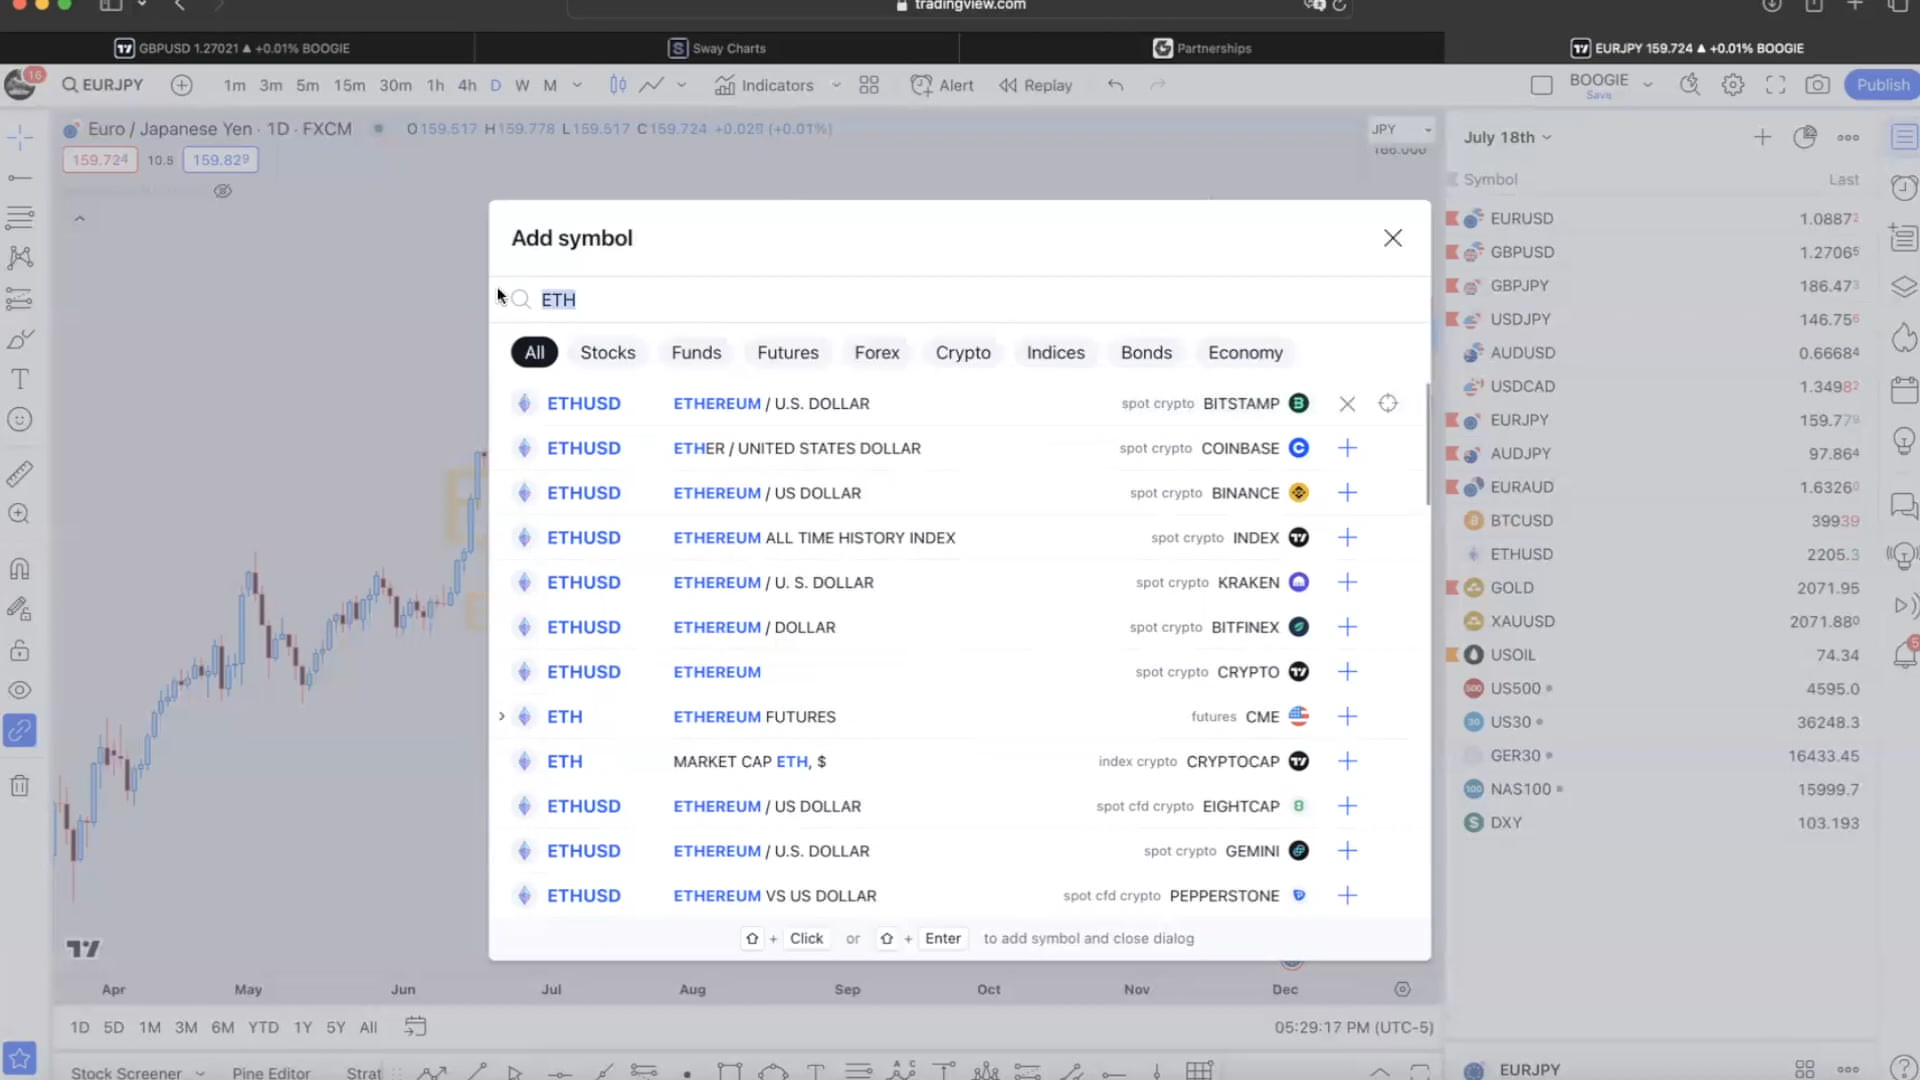 tradingview.com
GBPUSD 1.27021 ▲ +0.01% BOOGIE
Sway Charts
Partnerships
EURJPY 159.724 ▲ +0.01% BOOGIE
16
EURJPY
1m 3m 5m 15m 30m 1h 4h D W M
Indicators
Alert
Replay
BOOGIE
Save
Publish
Euro / Japanese Yen · 1D · FXCM
O159.517 H159.778 L159.517 C159.724 +0.021 (+0.01%)
159.724 10.5 159.829
JPY
186.000
Add symbol
ETH
All Stocks Funds Futures Forex Crypto Indices Bonds Economy
ETHUSD ETHEREUM / U.S. DOLLAR spot crypto BITSTAMP
ETHUSD ETHER / UNITED STATES DOLLAR spot crypto COINBASE
ETHUSD ETHEREUM / US DOLLAR spot crypto BINANCE
ETHUSD ETHEREUM ALL TIME HISTORY INDEX spot crypto INDEX
ETHUSD ETHEREUM / U. S. DOLLAR spot crypto KRAKEN
ETHUSD ETHEREUM / DOLLAR spot crypto BITFINEX
ETHUSD ETHEREUM spot crypto CRYPTO
ETH ETHEREUM FUTURES futures CME
ETH MARKET CAP ETH, $ index crypto CRYPTOCAP
ETHUSD ETHEREUM / US DOLLAR spot cfd crypto EIGHTCAP
ETHUSD ETHEREUM / U.S. DOLLAR spot crypto GEMINI
ETHUSD ETHEREUM VS US DOLLAR spot cfd crypto PEPPERSTONE
+ Click or + Enter to add symbol and close dialog
July 18th
Symbol Last
EURUSD 1.08872
GBPUSD 1.27065
GBPJPY 186.473
USDJPY 146.756
AUDUSD 0.66684
USDCAD 1.34982
EURJPY 159.779
AUDJPY 97.864
EURAUD 1.63260
BTCUSD 39939
ETHUSD 2205.3
GOLD 2071.95
XAUUSD 2071.880
USOIL 74.34
US500 4595.0
US30 36248.3
GER30 16433.45
NAS100 15999.7
DXY 103.193
Apr May Jun Jul Aug Sep Oct Nov Dec
1D 5D 1M 3M 6M YTD 1Y 5Y All
05:29:17 PM (UTC-5)
Stock Screener Pine Editor Strat
EURJPY